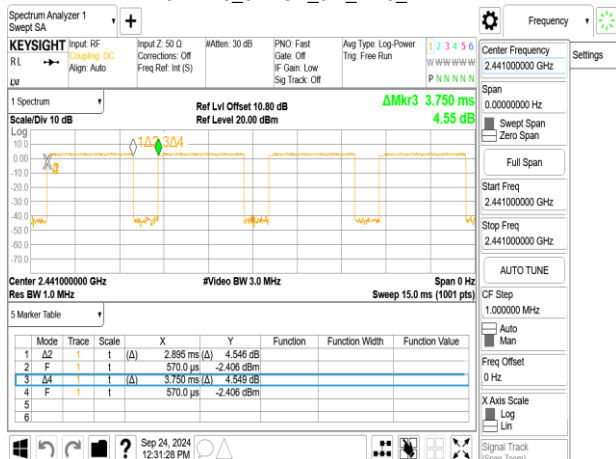 Spectrum Analyzer 1
Swept SA
Frequency
Settings
KEYSIGHT
Input: RF
Coupling: DC
Align: Auto
Input Z: 50 Ω
Corrections: Off
Freq Ref: Int (S)
#Atten: 30 dB
PNO: Fast
Gate: Off
IF Gain: Low
Sig Track: Off
Avg Type: Log-Power
Trig: Free Run
1 2 3 4 5 6
W W W W W W
P N N N N N
RL
LXI
1 Spectrum
Scale/Div 10 dB
Ref Lvl Offset 10.80 dB
Ref Level 20.00 dBm
ΔMkr3 3.750 ms
4.55 dB
Log
10.0
0.00
-10.0
-20.0
-30.0
-40.0
-50.0
-60.0
-70.0
1Δ2
3Δ4
Center 2.441000000 GHz
Res BW 1.0 MHz
#Video BW 3.0 MHz
Span 0 Hz
Sweep 15.0 ms (1001 pts)
5 Marker Table
Mode Trace Scale X Y Function Function Width Function Value
1 Δ2 1 t (Δ) 2.895 ms (Δ) 4.546 dB
2 F 1 t 570.0 µs -2.406 dBm
3 Δ4 1 t (Δ) 3.750 ms (Δ) 4.549 dB
4 F 1 t 570.0 µs -2.406 dBm
5
6
Sep 24, 2024
12:31:28 PM
Center Frequency
2.441000000 GHz
Span
0.00000000 Hz
Swept Span
Zero Span
Full Span
Start Freq
2.441000000 GHz
Stop Freq
2.441000000 GHz
AUTO TUNE
CF Step
1.000000 MHz
Auto
Man
Freq Offset
0 Hz
X Axis Scale
Log
Lin
Signal Track
(Span Zoom)